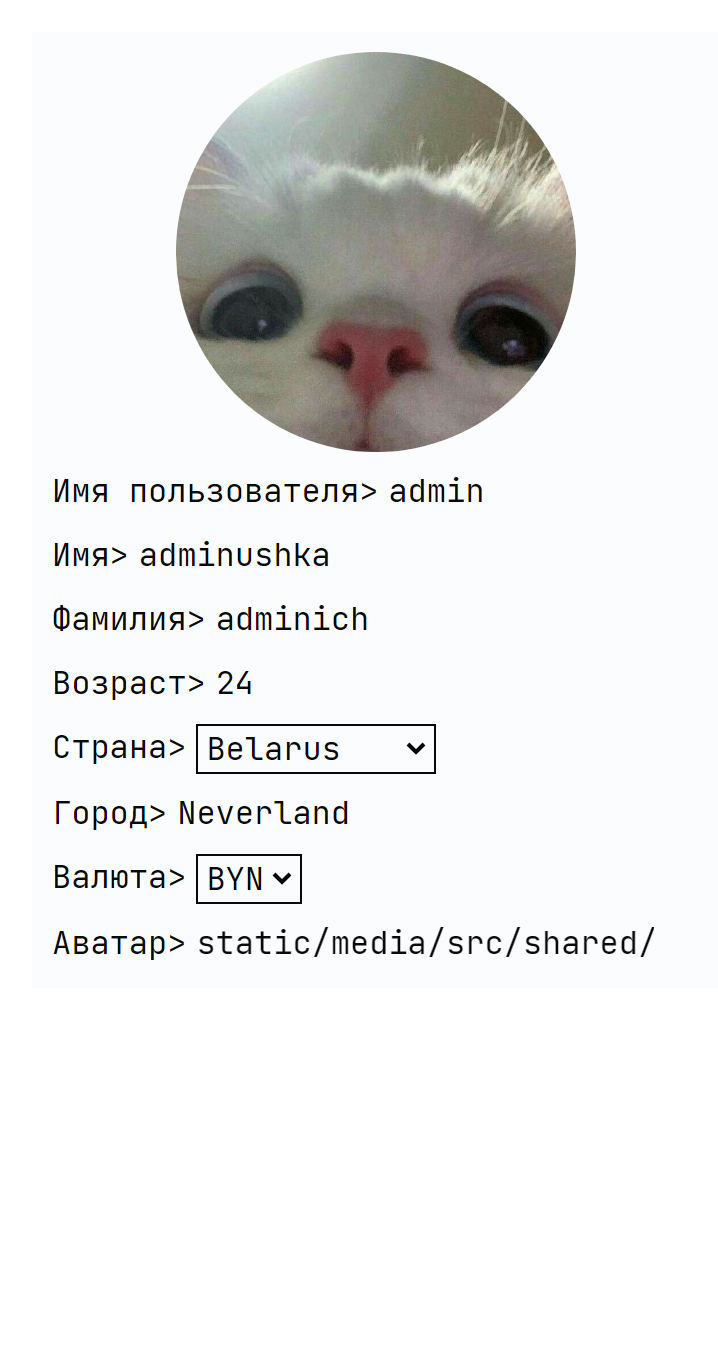 Имя пользователя> admin
Имя> adminushka
Фамилия> adminich
Возраст> 24
Страна> Belarus
Город> Neverland
Валюта> BYN
Аватар> static/media/src/shared/